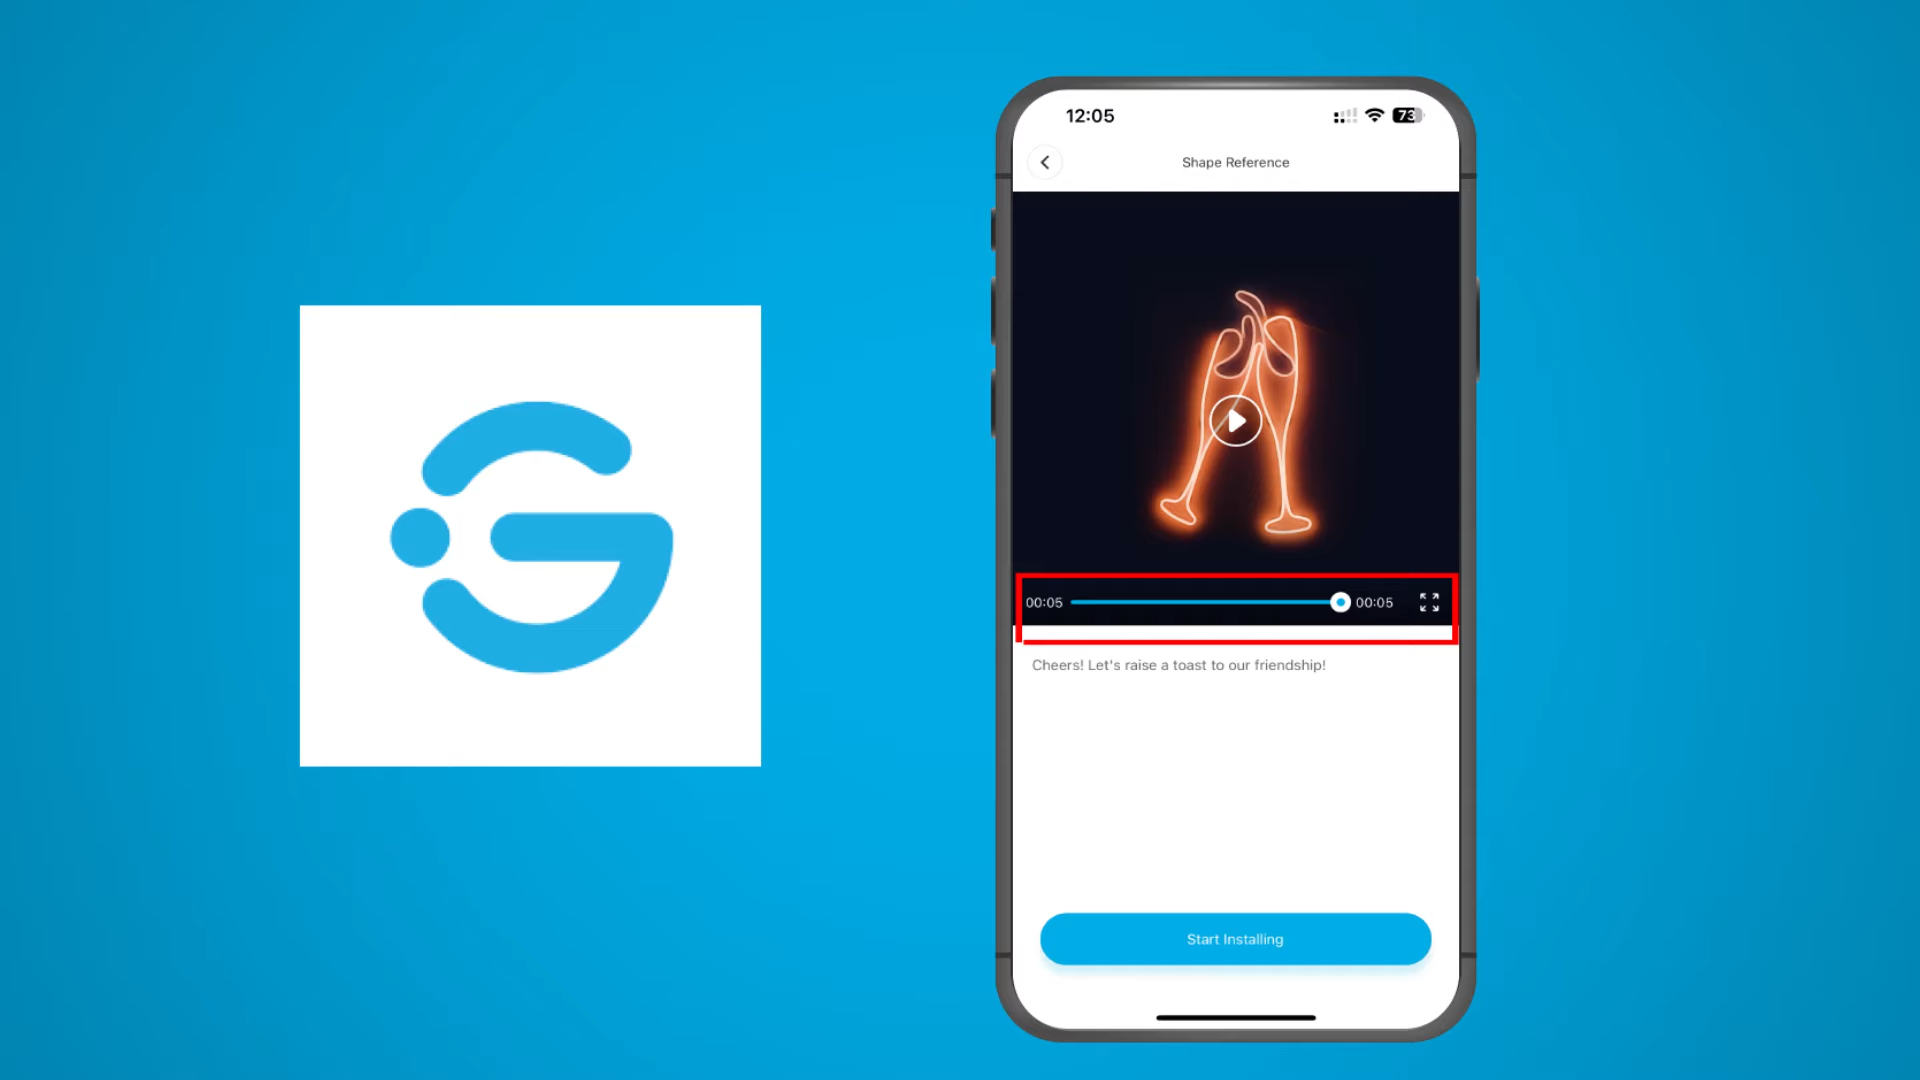 12:05
73
Shape Reference
00:05
00:05
Cheers! Let's raise a toast to our friendship!
Start Installing